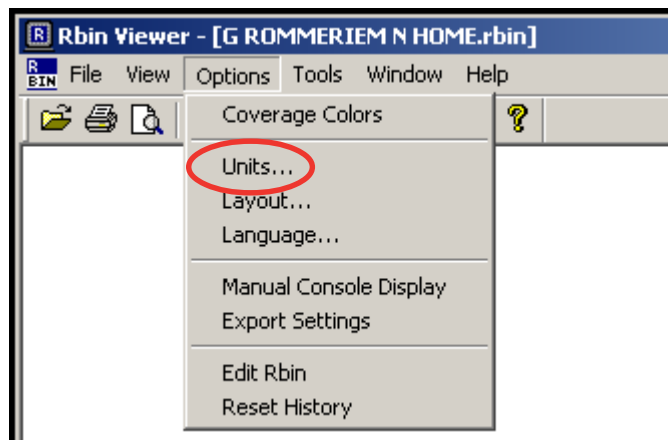 R Rbin Viewer - [G ROMMERIEM N HOME.rbin]
R BIN File View Options Tools Window Help
Coverage Colors
Units...
Layout...
Language...
Manual Console Display
Export Settings
Edit Rbin
Reset History